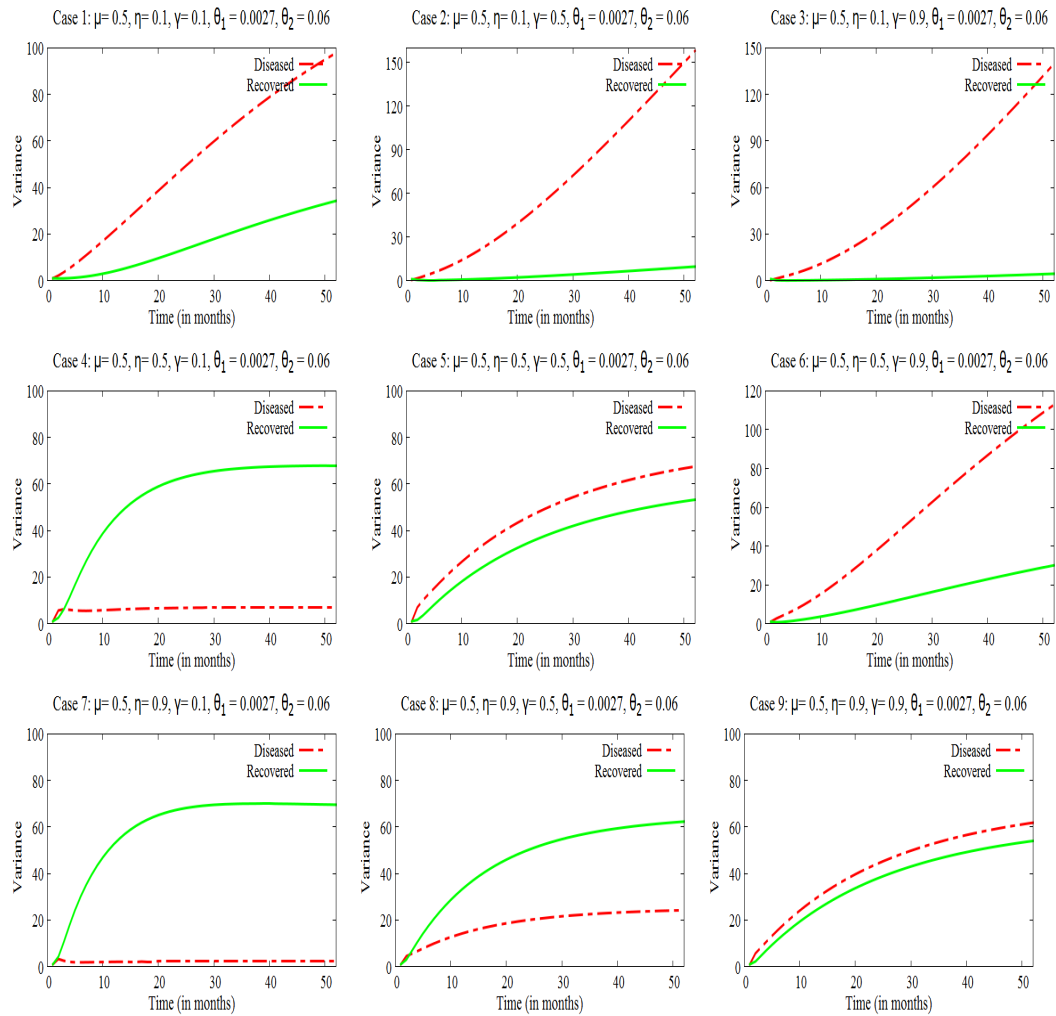 Case 1: μ= 0.5, η= 0.1, γ= 0.1, θ1 = 0.0027, θ2 = 0.06
100
80
60
40
20
0
Variance
Diseased
Recovered
0 10 20 30 40 50
Time (in months)
Case 2: μ= 0.5, η= 0.1, γ= 0.5, θ1 = 0.0027, θ2 = 0.06
150
120
90
60
30
0
Variance
Diseased
Recovered
0 10 20 30 40 50
Time (in months)
Case 3: μ= 0.5, η= 0.1, γ= 0.9, θ1 = 0.0027, θ2 = 0.06
150
120
90
60
30
0
Variance
Diseased
Recovered
0 10 20 30 40 50
Time (in months)
Case 4: μ= 0.5, η= 0.5, γ= 0.1, θ1 = 0.0027, θ2 = 0.06
100
80
60
40
20
0
Variance
Diseased
Recovered
0 10 20 30 40 50
Time (in months)
Case 5: μ= 0.5, η= 0.5, γ= 0.5, θ1 = 0.0027, θ2 = 0.06
100
80
60
40
20
0
Variance
Diseased
Recovered
0 10 20 30 40 50
Time (in months)
Case 6: μ= 0.5, η= 0.5, γ= 0.9, θ1 = 0.0027, θ2 = 0.06
120
100
80
60
40
20
0
Variance
Diseased
Recovered
0 10 20 30 40 50
Time (in months)
Case 7: μ= 0.5, η= 0.9, γ= 0.1, θ1 = 0.0027, θ2 = 0.06
100
80
60
40
20
0
Variance
Diseased
Recovered
0 10 20 30 40 50
Time (in months)
Case 8: μ= 0.5, η= 0.9, γ= 0.5, θ1 = 0.0027, θ2 = 0.06
100
80
60
40
20
0
Variance
Diseased
Recovered
0 10 20 30 40 50
Time (in months)
Case 9: μ= 0.5, η= 0.9, γ= 0.9, θ1 = 0.0027, θ2 = 0.06
100
80
60
40
20
0
Variance
Diseased
Recovered
0 10 20 30 40 50
Time (in months)